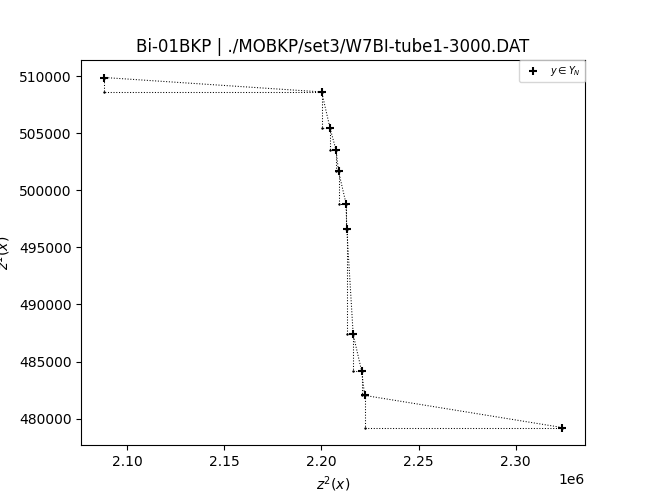 Bi-01BKP | ./MOBKP/set3/W7BI-tube1-3000.DAT
y ∈ Y_N
510000
505000
500000
495000
490000
485000
480000
2.10 2.15 2.20 2.25 2.30
1e6
z²(x)